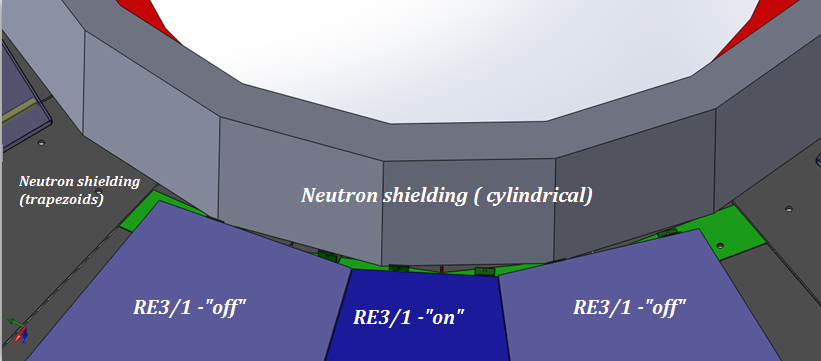 Neutron shielding
(trapezoids)
Neutron shielding ( cylindrical)
RE3/1 -"off"
RE3/1 -"on"
RE3/1 -"off"